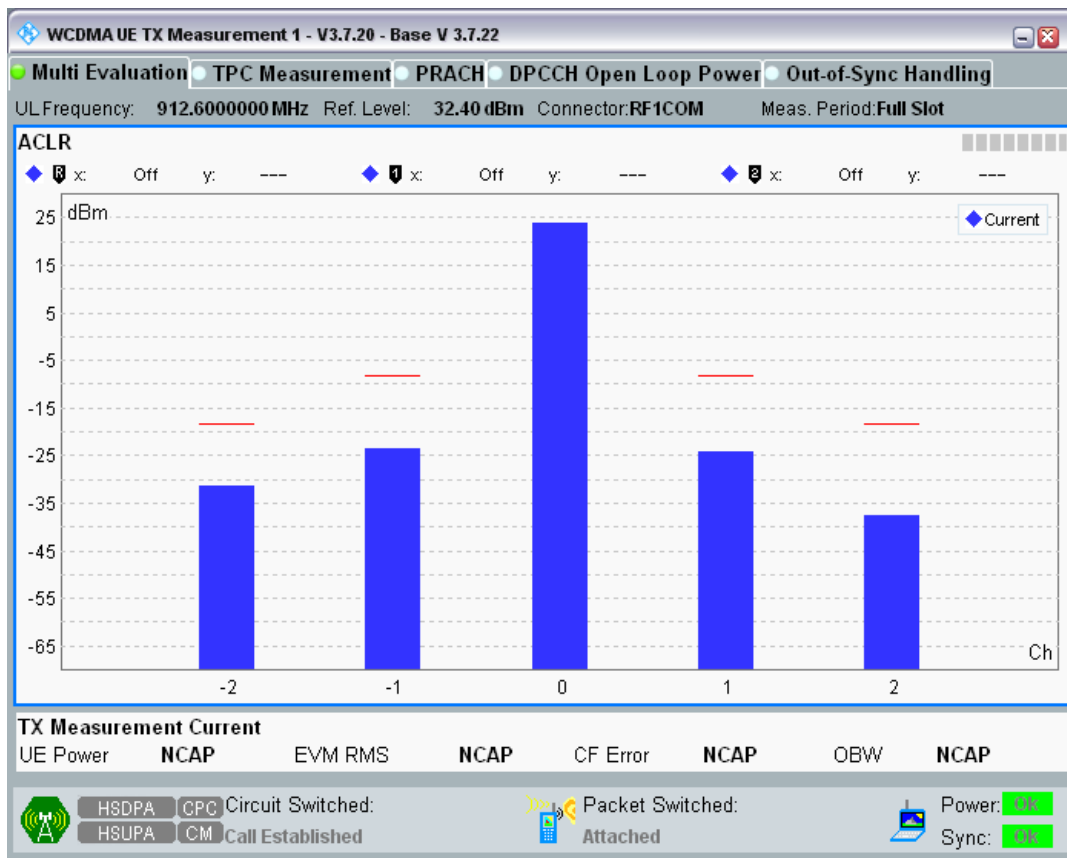 WCDMA UE TX Measurement 1 - V3.7.20 - Base V 3.7.22
Multi Evaluation TPC Measurement PRACH DPCCH Open Loop Power Out-of-Sync Handling
UL Frequency: 912.6000000 MHz Ref. Level: 32.40 dBm Connector:RF1COM Meas. Period:Full Slot
ACLR
R x: Off y: --- 1 x: Off y: --- 2 x: Off y: ---
dBm
Current
25
15
5
-5
-15
-25
-35
-45
-55
-65
Ch
-2 -1 0 1 2
TX Measurement Current
UE Power NCAP EVM RMS NCAP CF Error NCAP OBW NCAP
HSDPA CPC Circuit Switched: Packet Switched: Power: Ok
HSUPA CM Call Established Attached Sync: Ok